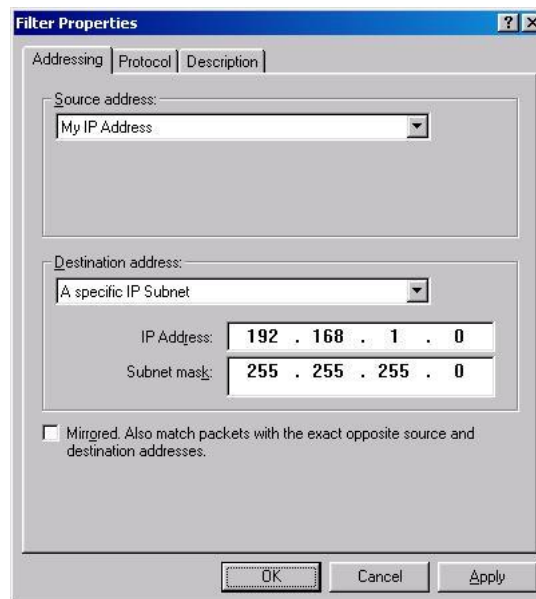 Filter Properties
Addressing Protocol Description
Source address:
My IP Address
Destination address:
A specific IP Subnet
IP Address: 192 . 168 . 1 . 0
Subnet mask: 255 . 255 . 255 . 0
Mirrored. Also match packets with the exact opposite source and
destination addresses.
OK Cancel Apply